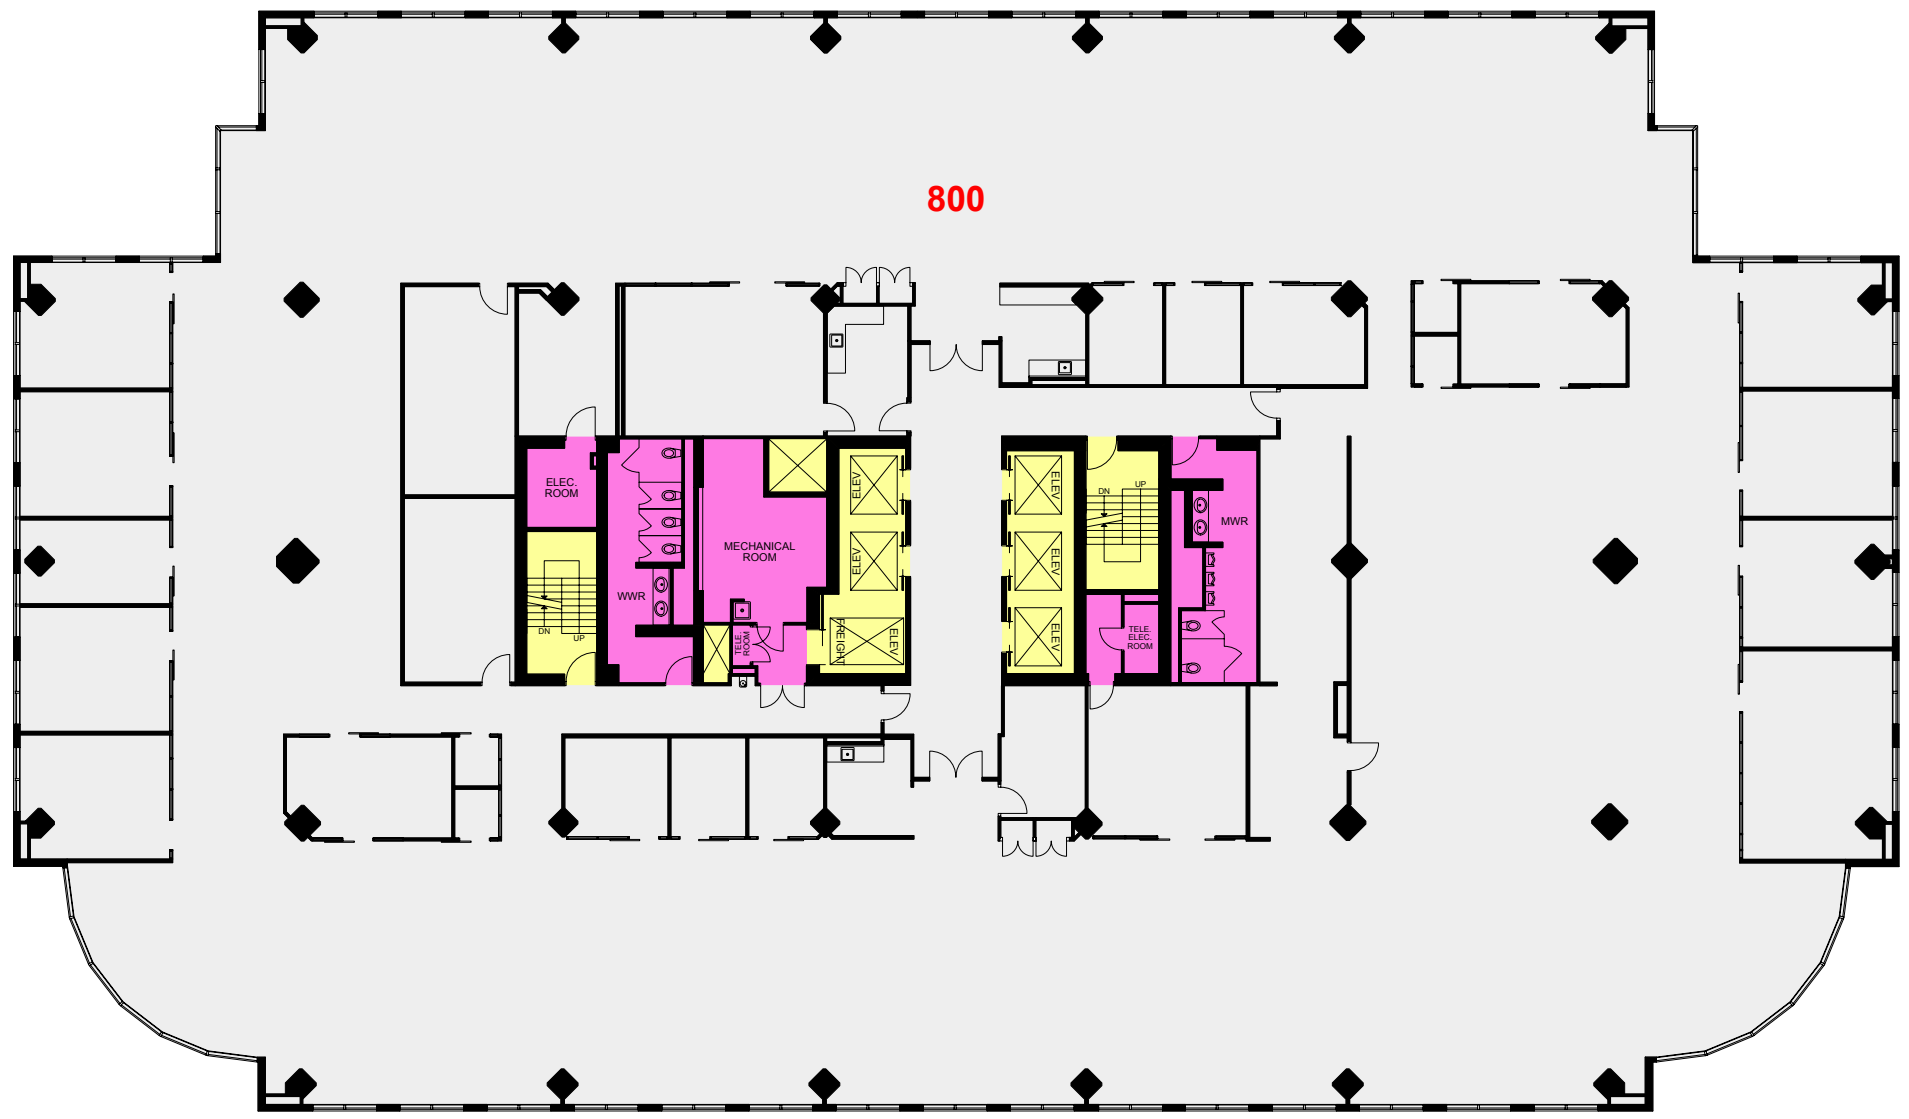 800
ELEC.
ROOM
DN
UP
WWR
MECHANICAL
ROOM
TELE.
ROOM
ELEV
ELEV
FREIGHT
ELEV
ELEV
ELEV
ELEV
DN
UP
TELE.
ELEC.
ROOM
MWR